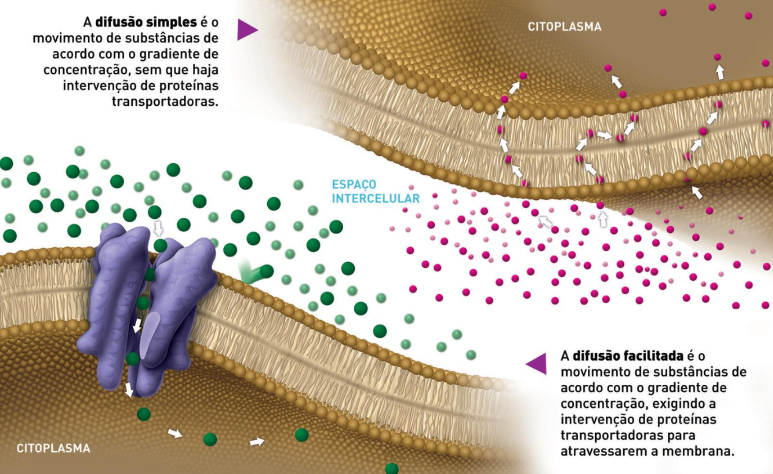 A difusão simples é o
movimento de substâncias de
acordo com o gradiente de
concentração, sem que haja
intervenção de proteínas
transportadoras.
CITOPLASMA
ESPAÇO
INTERCELULAR
A difusão facilitada é o
movimento de substâncias de
acordo com o gradiente de
concentração, exigindo a
intervenção de proteínas
transportadoras para
atravessarem a membrana.
CITOPLASMA